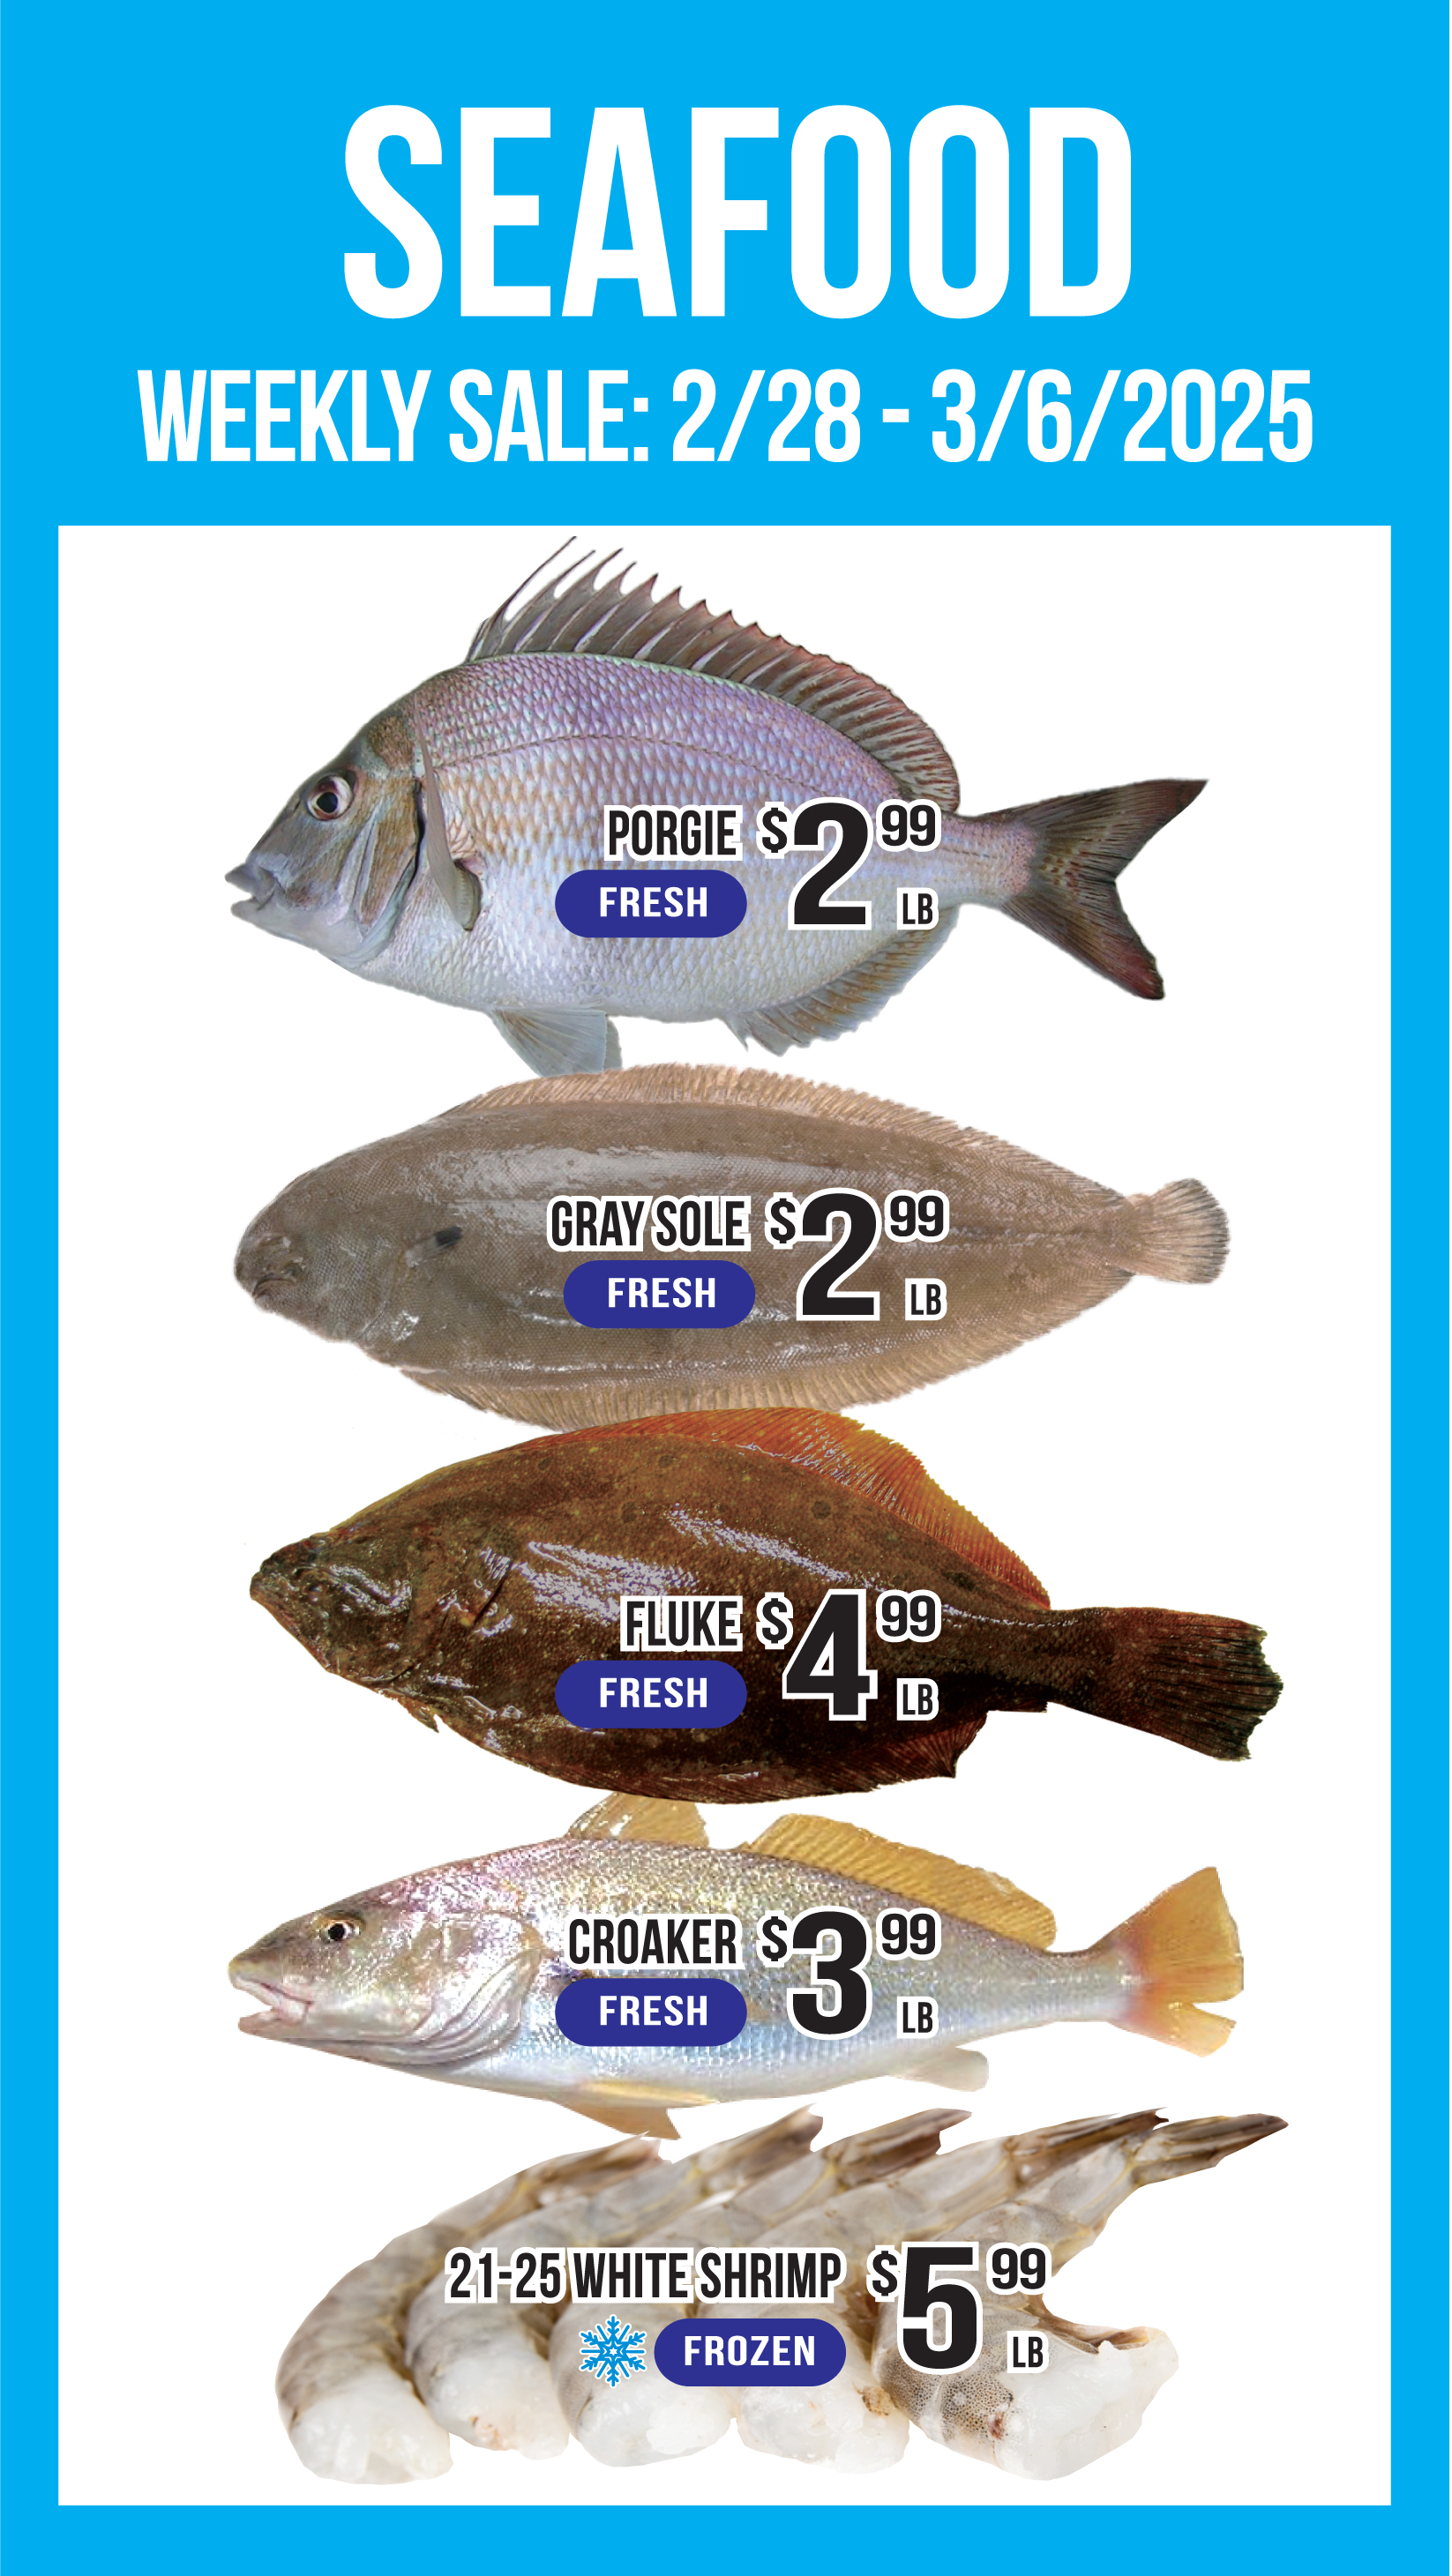 SEAFOOD
WEEKLY SALE: 2/28 - 3/6/2025
PORGIE $2 99
FRESH LB
GRAY SOLE $2 99
FRESH LB
FLUKE $4 99
FRESH LB
CROAKER $3 99
FRESH LB
21-25 WHITE SHRIMP $5 99
FROZEN LB